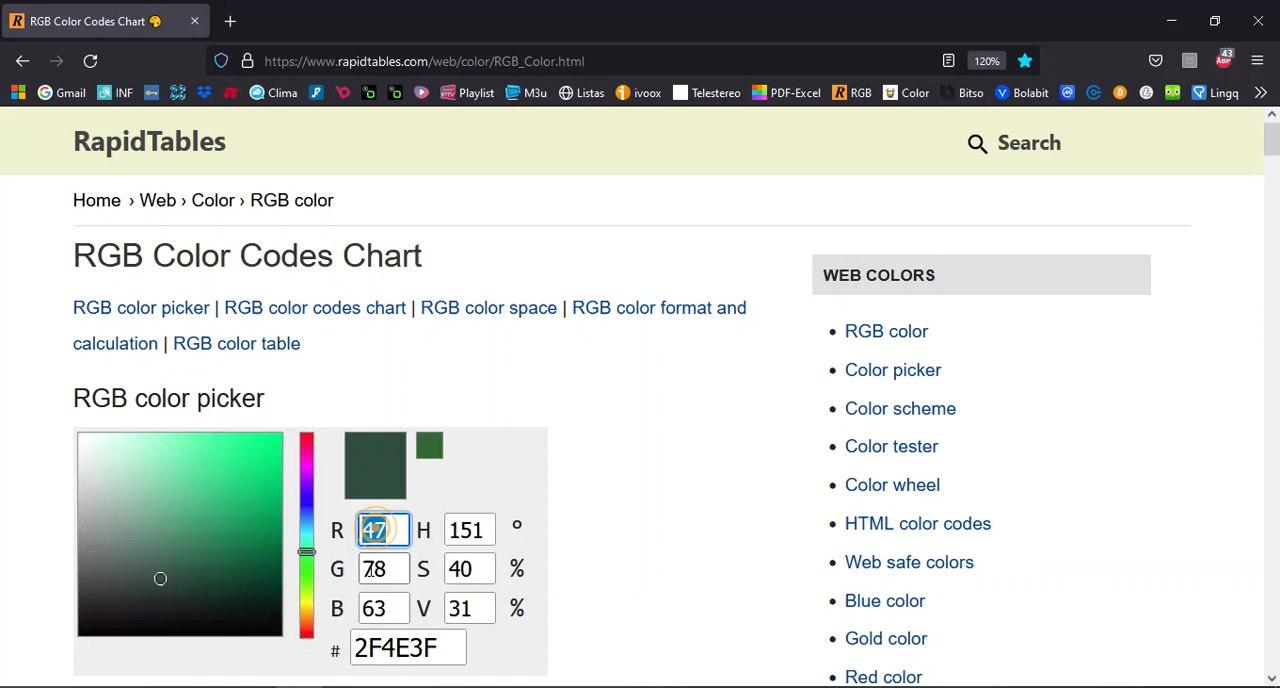 RGB Color Codes Chart
https://www.rapidtables.com/web/color/RGB_Color.html
120%
43
ABP
Gmail
INF
Clima
Playlist
M3u
Listas
ivoox
Telestereo
PDF-Excel
RGB
Color
Bitso
Bolabit
Lingq
RapidTables
Search
Home › Web › Color › RGB color
RGB Color Codes Chart
RGB color picker | RGB color codes chart | RGB color space | RGB color format and
calculation | RGB color table
RGB color picker
R 47 H 151 °
G 78 S 40 %
B 63 V 31 %
# 2F4E3F
WEB COLORS
RGB color
Color picker
Color scheme
Color tester
Color wheel
HTML color codes
Web safe colors
Blue color
Gold color
Red color